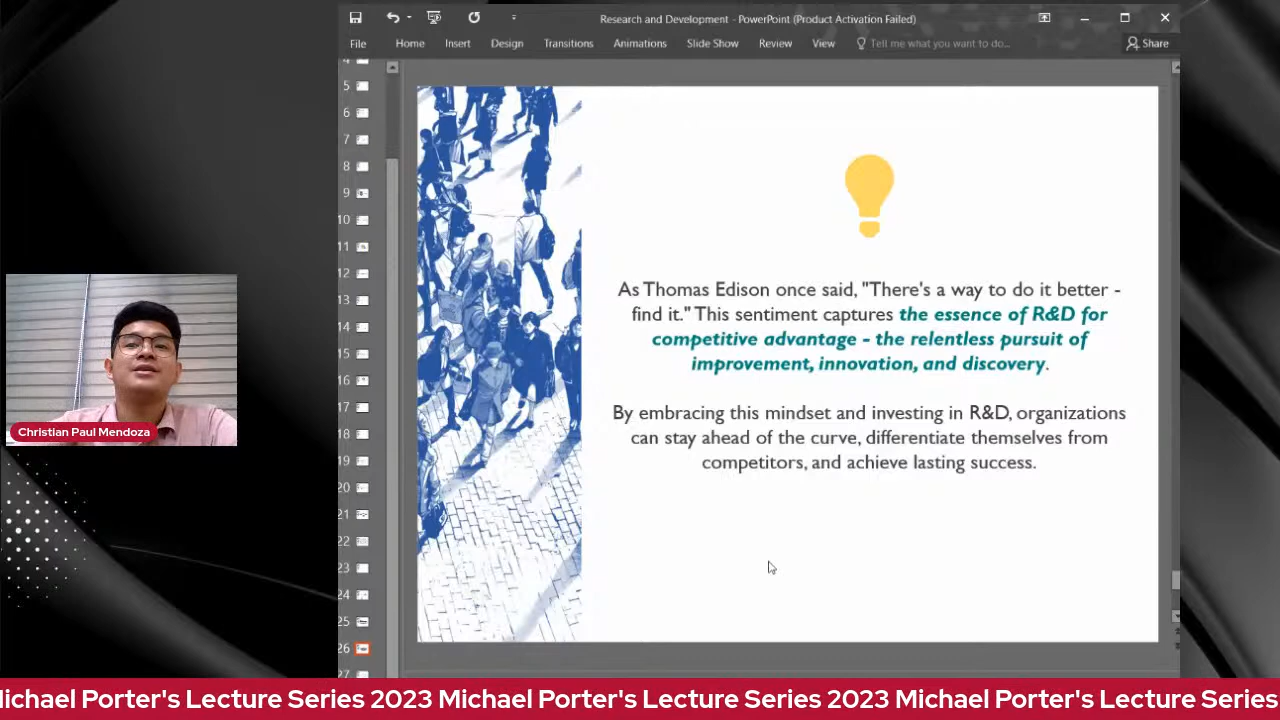 Research and Development - PowerPoint (Product Activation Failed)
File Home Insert Design Transitions Animations Slide Show Review View Tell me what you want to do... Share
5
6
7
8
9
10
11
12
13
14
15
16
17
18
19
20
21
22
23
24
25
26
27
As Thomas Edison once said, "There's a way to do it better -
find it." This sentiment captures the essence of R&D for
competitive advantage - the relentless pursuit of
improvement, innovation, and discovery.
By embracing this mindset and investing in R&D, organizations
can stay ahead of the curve, differentiate themselves from
competitors, and achieve lasting success.
Christian Paul Mendoza
ichael Porter's Lecture Series 2023 Michael Porter's Lecture Series 2023 Michael Porter's Lecture Series